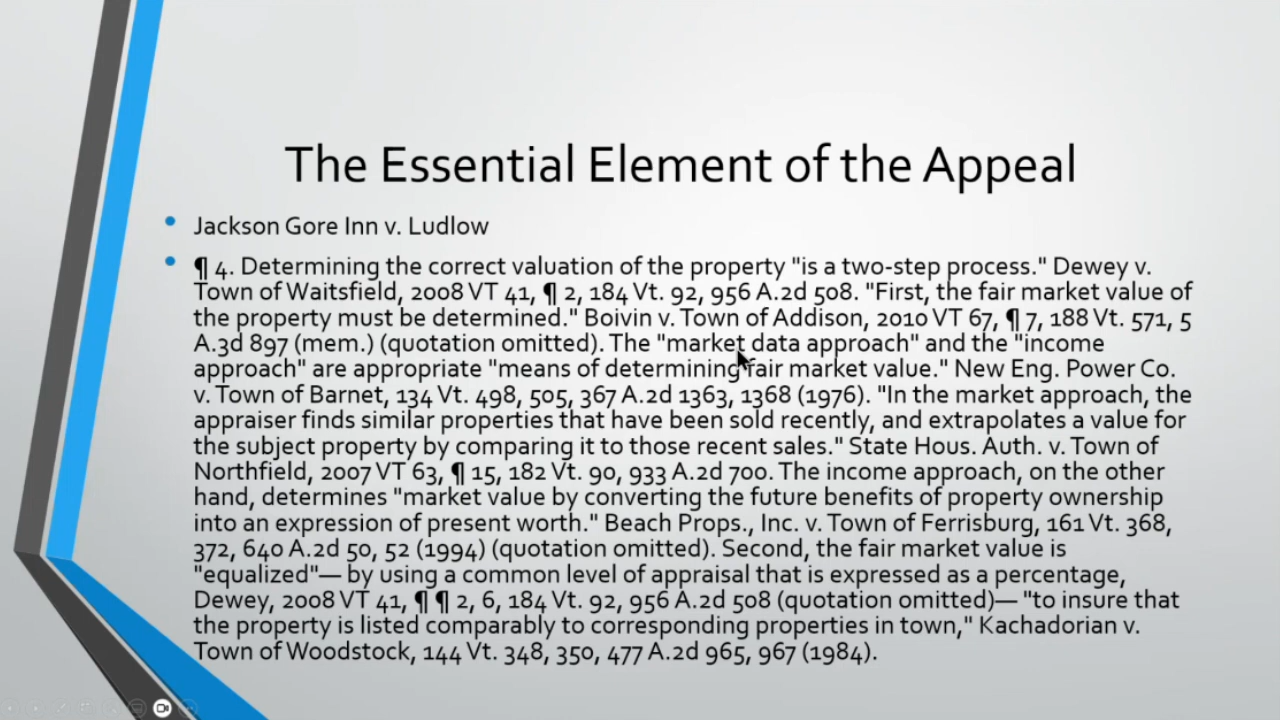 The Essential Element of the Appeal
Jackson Gore Inn v. Ludlow
¶ 4. Determining the correct valuation of the property "is a two-step process." Dewey v.
Town of Waitsfield, 2008 VT 41, ¶ 2, 184 Vt. 92, 956 A.2d 508. "First, the fair market value of
the property must be determined." Boivin v. Town of Addison, 2010 VT 67, ¶ 7, 188 Vt. 571, 5
A.3d 897 (mem.) (quotation omitted). The "market data approach" and the "income
approach" are appropriate "means of determining fair market value." New Eng. Power Co.
v. Town of Barnet, 134 Vt. 498, 505, 367 A.2d 1363, 1368 (1976). "In the market approach, the
appraiser finds similar properties that have been sold recently, and extrapolates a value for
the subject property by comparing it to those recent sales." State Hous. Auth. v. Town of
Northfield, 2007 VT 63, ¶ 15, 182 Vt. 90, 933 A.2d 700. The income approach, on the other
hand, determines "market value by converting the future benefits of property ownership
into an expression of present worth." Beach Props., Inc. v. Town of Ferrisburg, 161 Vt. 368,
372, 640 A.2d 50, 52 (1994) (quotation omitted). Second, the fair market value is
"equalized"— by using a common level of appraisal that is expressed as a percentage,
Dewey, 2008 VT 41, ¶ ¶ 2, 6, 184 Vt. 92, 956 A.2d 508 (quotation omitted)— "to insure that
the property is listed comparably to corresponding properties in town," Kachadorian v.
Town of Woodstock, 144 Vt. 348, 350, 477 A.2d 965, 967 (1984).